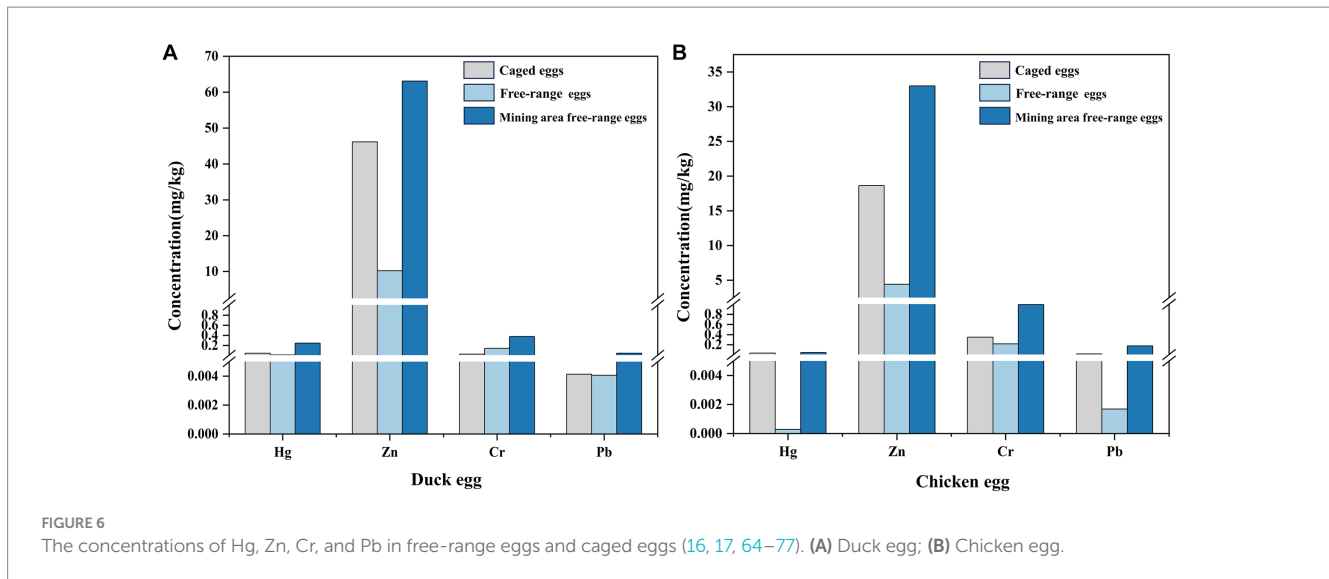 A
70
60
50
40
30
20
10
0.8
0.6
0.4
0.2
0.004
0.002
0.000
Concentration(mg/kg)
Caged eggs
Free-range eggs
Mining area free-range eggs
Hg Zn Cr Pb
Duck egg
B
35
30
25
20
15
10
5
0.8
0.6
0.4
0.2
0.004
0.002
0.000
Concentration(mg/kg)
Caged eggs
Free-range eggs
Mining area free-range eggs
Hg Zn Cr Pb
Chicken egg
FIGURE 6
The concentrations of Hg, Zn, Cr, and Pb in free-range eggs and caged eggs (16, 17, 64–77). (A) Duck egg; (B) Chicken egg.